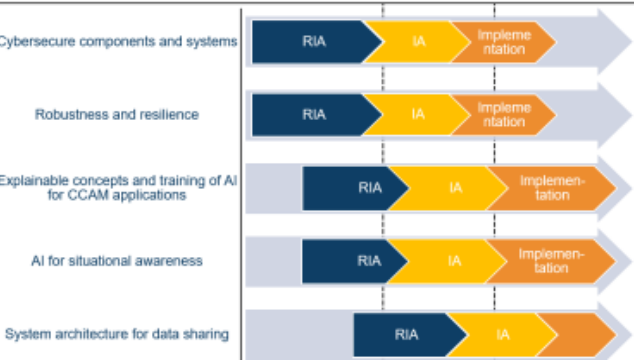 Cybersecure components and systems
RIA
IA
Impleme
ntation
Robustness and resilience
RIA
IA
Impleme
ntation
Explainable concepts and training of AI
for CCAM applications
RIA
IA
Implemen-
tation
AI for situational awareness
RIA
IA
Implemen-
tation
System architecture for data sharing
RIA
IA